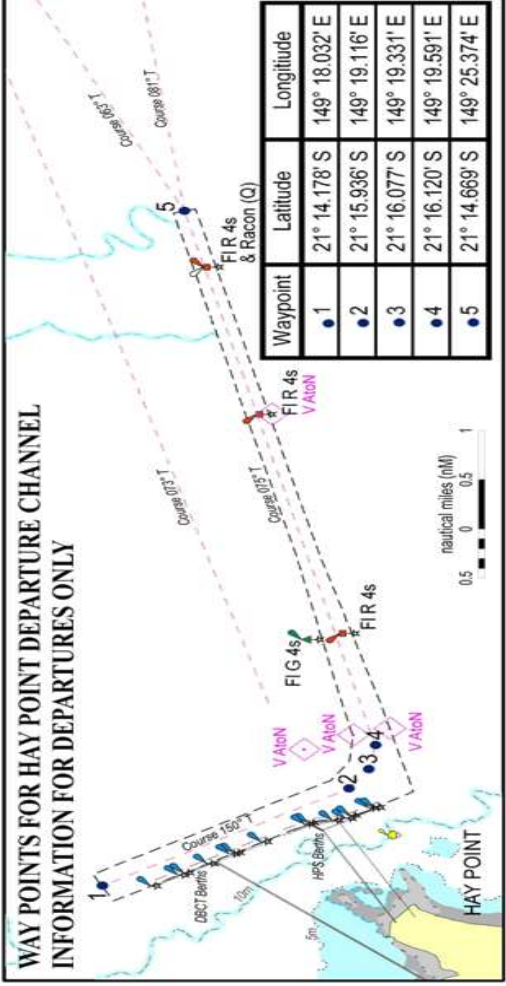 WAY POINTS FOR HAY POINT DEPARTURE CHANNEL
INFORMATION FOR DEPARTURES ONLY
Course 063° T
Course 081° T
Course 073° T
Course 075° T
Course 150° T
1
2
3
4
5
Fl R 4s
& Racon (Q)
Fl R 4s
V AtoN
Fl G 4s
Fl R 4s
V AtoN
V AtoN
V AtoN
DBCT Berths
HPS Berths
10m
5m
HAY POINT
nautical miles (nM)
0.5 0 0.5 1
Waypoint Latitude Longitiude
1 21° 14.178' S 149° 18.032' E
2 21° 15.936' S 149° 19.116' E
3 21° 16.077' S 149° 19.331' E
4 21° 16.120' S 149° 19.591' E
5 21° 14.669' S 149° 25.374' E